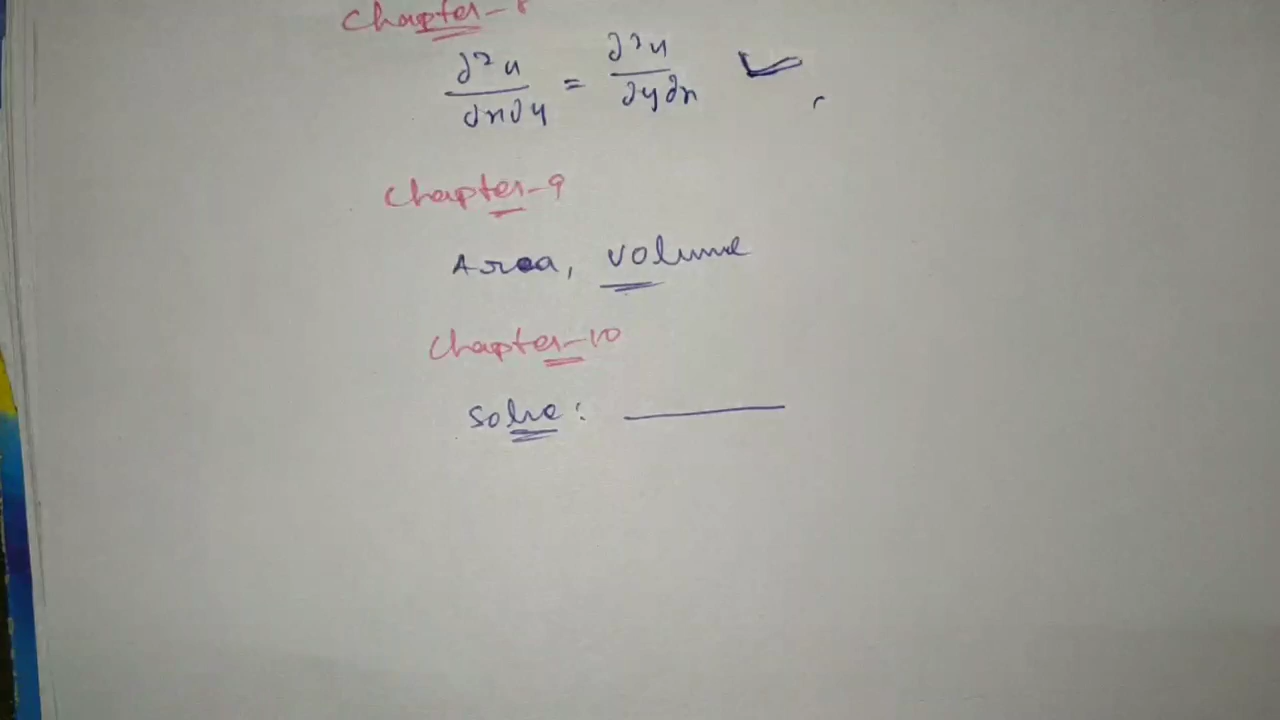 Chapter-8
∂²u/∂x∂y = ∂²u/∂y∂x
Chapter-9
Area, volume
Chapter-10
Solve: